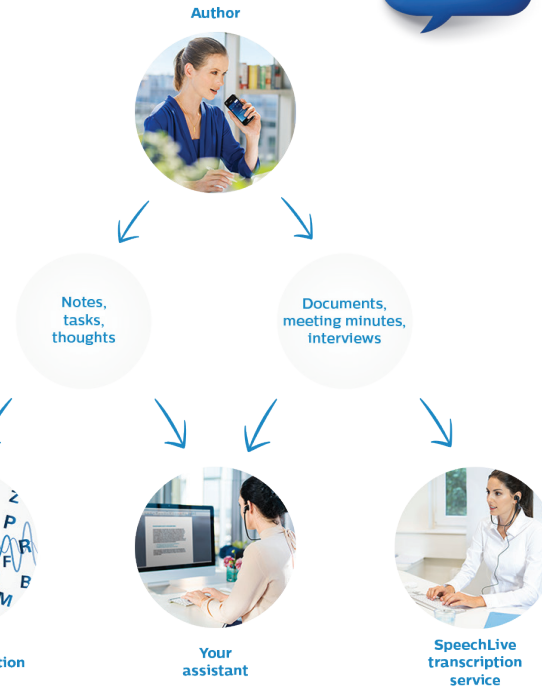 Author
Notes,
tasks,
thoughts
Documents,
meeting minutes,
interviews
Z
P
R
F
B
M
Your
assistant
SpeechLive
transcription
service